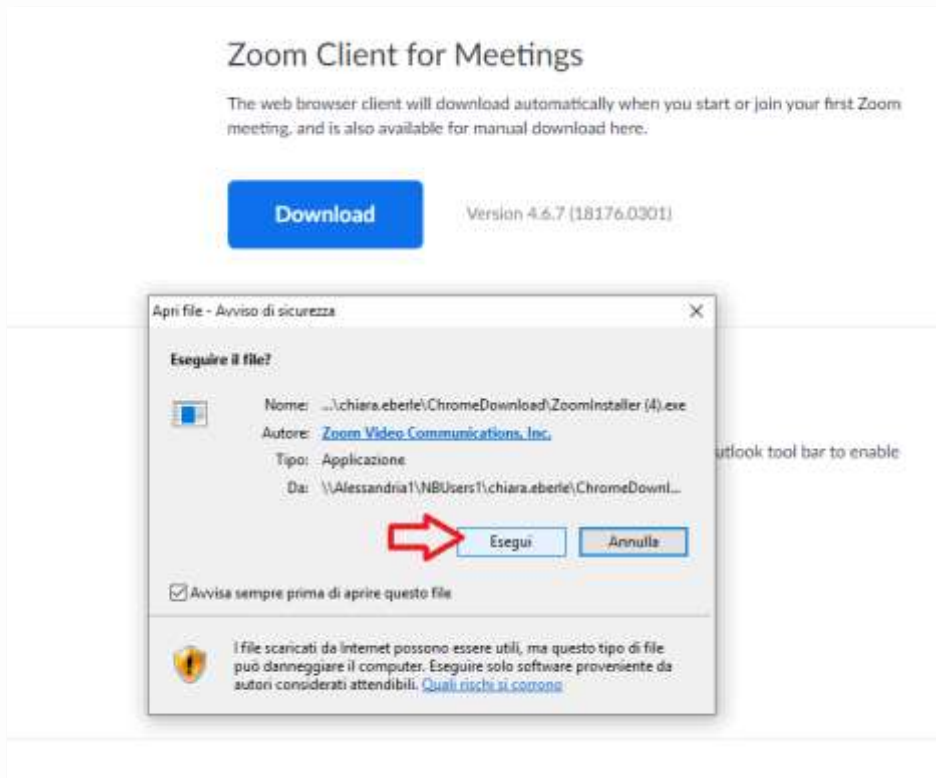 Zoom Client for Meetings
The web browser client will download automatically when you start or join your first Zoom
meeting, and is also available for manual download here.
Download
Version 4.6.7 (18176.0301)
Apri file - Avviso di sicurezza
Eseguire il file?
Nome: ...\chiara.eberle\ChromeDownload\ZoomInstaller (4).exe
Autore: Zoom Video Communications, Inc.
Tipo: Applicazione
Da: \\Alessandria1\NBUsers1\chiara.eberle\ChromeDownl...
utlook tool bar to enable
Esegui
Annulla
Avvisa sempre prima di aprire questo file
I file scaricati da Internet possono essere utili, ma questo tipo di file
può danneggiare il computer. Eseguire solo software proveniente da
autori considerati attendibili. Quali rischi si corrono